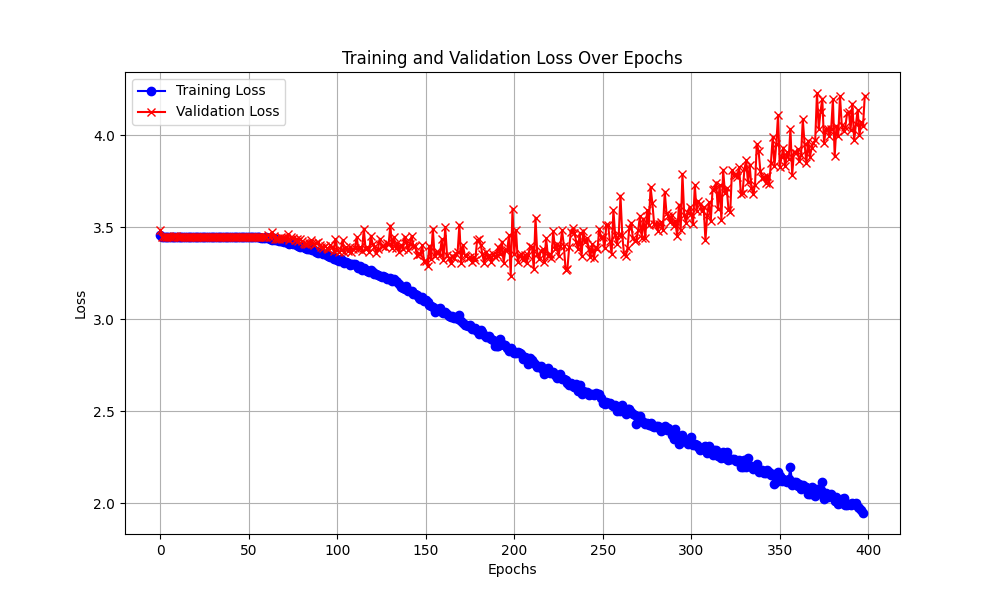 Training and Validation Loss Over Epochs
Training Loss
Validation Loss
4.0
3.5
3.0
2.5
2.0
Loss
0 50 100 150 200 250 300 350 400
Epochs